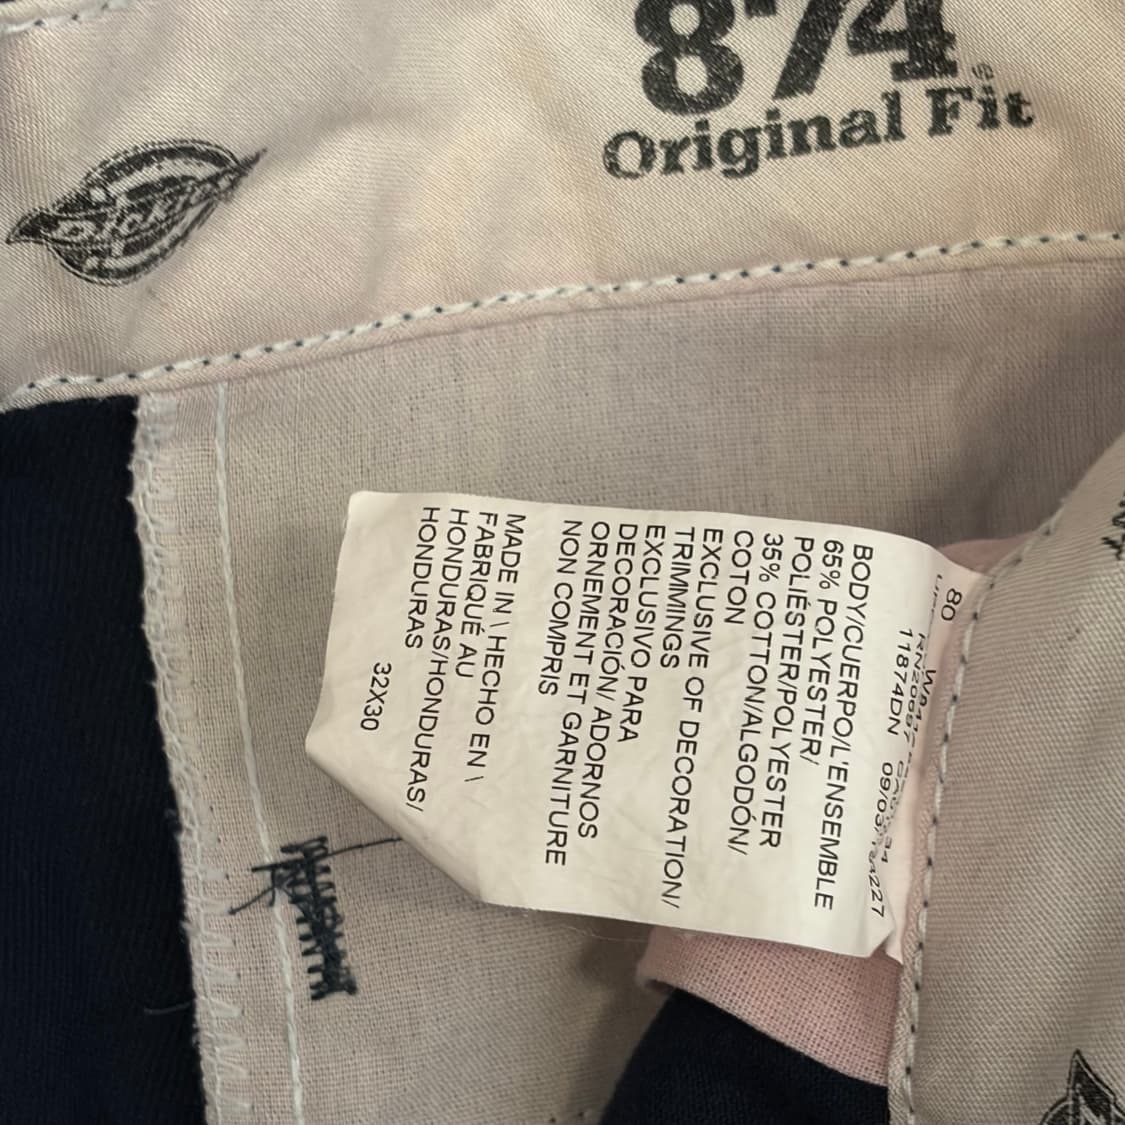 874
Original Fit
Dickies
80
11874DN 09/03/
BODY/CUERPO/L'ENSEMBLE
65% POLYESTER/
POLIÉSTER/POLYESTER
35% COTTON/ALGODÓN/
COTON
EXCLUSIVE OF DECORATION/
TRIMMINGS
EXCLUSIVO PARA
DECORACIÓN/ ADORNOS
ORNEMENT ET GARNITURE
NON COMPRIS
MADE IN \ HECHO EN \
FABRIQUÉ AU
HONDURAS/HONDURAS/
HONDURAS
32X30